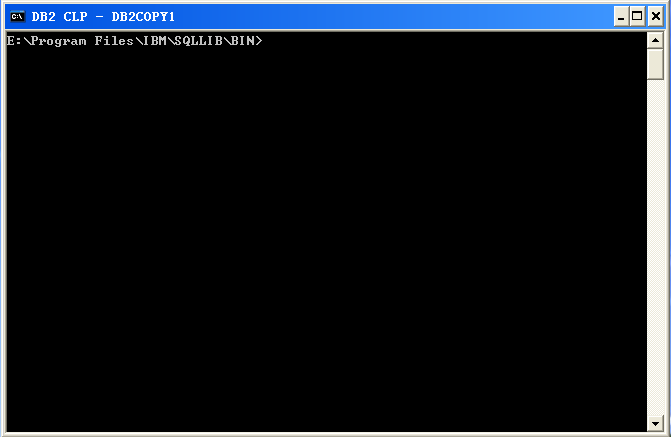 DB2 CLP - DB2COPY1
E:\Program Files\IBM\SQLLIB\BIN>